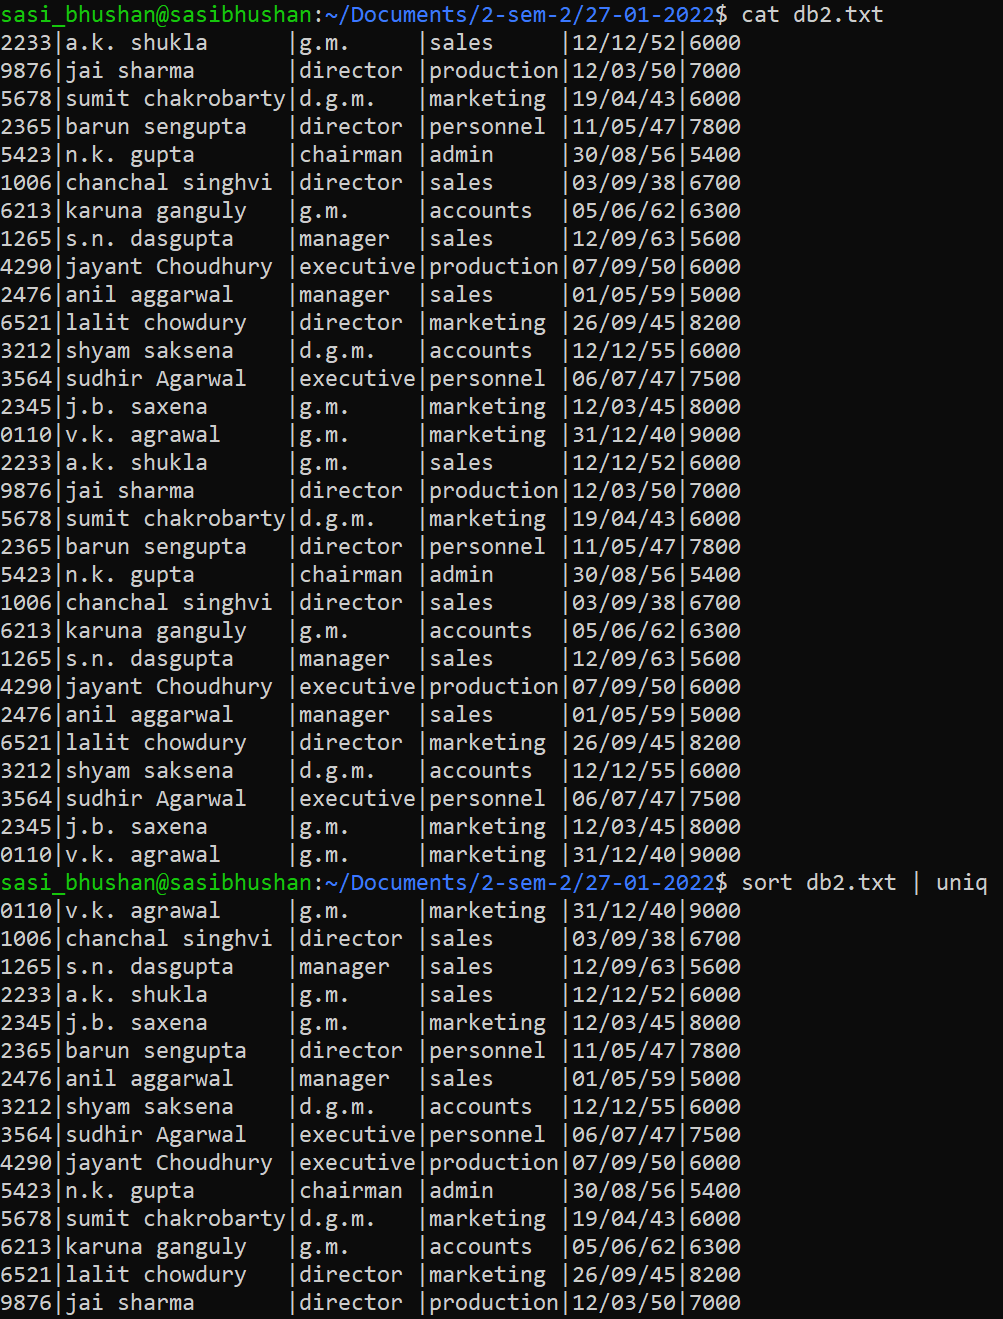 sasi_bhushan@sasibhushan:~/Documents/2-sem-2/27-01-2022$ cat db2.txt
2233|a.k. shukla      |g.m.     |sales     |12/12/52|6000
9876|jai sharma       |director |production|12/03/50|7000
5678|sumit chakrobarty|d.g.m.   |marketing |19/04/43|6000
2365|barun sengupta   |director |personnel |11/05/47|7800
5423|n.k. gupta       |chairman |admin     |30/08/56|5400
1006|chanchal singhvi |director |sales     |03/09/38|6700
6213|karuna ganguly   |g.m.     |accounts  |05/06/62|6300
1265|s.n. dasgupta    |manager  |sales     |12/09/63|5600
4290|jayant Choudhury |executive|production|07/09/50|6000
2476|anil aggarwal    |manager  |sales     |01/05/59|5000
6521|lalit chowdury   |director |marketing |26/09/45|8200
3212|shyam saksena    |d.g.m.   |accounts  |12/12/55|6000
3564|sudhir Agarwal   |executive|personnel |06/07/47|7500
2345|j.b. saxena      |g.m.     |marketing |12/03/45|8000
0110|v.k. agrawal     |g.m.     |marketing |31/12/40|9000
2233|a.k. shukla      |g.m.     |sales     |12/12/52|6000
9876|jai sharma       |director |production|12/03/50|7000
5678|sumit chakrobarty|d.g.m.   |marketing |19/04/43|6000
2365|barun sengupta   |director |personnel |11/05/47|7800
5423|n.k. gupta       |chairman |admin     |30/08/56|5400
1006|chanchal singhvi |director |sales     |03/09/38|6700
6213|karuna ganguly   |g.m.     |accounts  |05/06/62|6300
1265|s.n. dasgupta    |manager  |sales     |12/09/63|5600
4290|jayant Choudhury |executive|production|07/09/50|6000
2476|anil aggarwal    |manager  |sales     |01/05/59|5000
6521|lalit chowdury   |director |marketing |26/09/45|8200
3212|shyam saksena    |d.g.m.   |accounts  |12/12/55|6000
3564|sudhir Agarwal   |executive|personnel |06/07/47|7500
2345|j.b. saxena      |g.m.     |marketing |12/03/45|8000
0110|v.k. agrawal     |g.m.     |marketing |31/12/40|9000
sasi_bhushan@sasibhushan:~/Documents/2-sem-2/27-01-2022$ sort db2.txt | uniq
0110|v.k. agrawal     |g.m.     |marketing |31/12/40|9000
1006|chanchal singhvi |director |sales     |03/09/38|6700
1265|s.n. dasgupta    |manager  |sales     |12/09/63|5600
2233|a.k. shukla      |g.m.     |sales     |12/12/52|6000
2345|j.b. saxena      |g.m.     |marketing |12/03/45|8000
2365|barun sengupta   |director |personnel |11/05/47|7800
2476|anil aggarwal    |manager  |sales     |01/05/59|5000
3212|shyam saksena    |d.g.m.   |accounts  |12/12/55|6000
3564|sudhir Agarwal   |executive|personnel |06/07/47|7500
4290|jayant Choudhury |executive|production|07/09/50|6000
5423|n.k. gupta       |chairman |admin     |30/08/56|5400
5678|sumit chakrobarty|d.g.m.   |marketing |19/04/43|6000
6213|karuna ganguly   |g.m.     |accounts  |05/06/62|6300
6521|lalit chowdury   |director |marketing |26/09/45|8200
9876|jai sharma       |director |production|12/03/50|7000